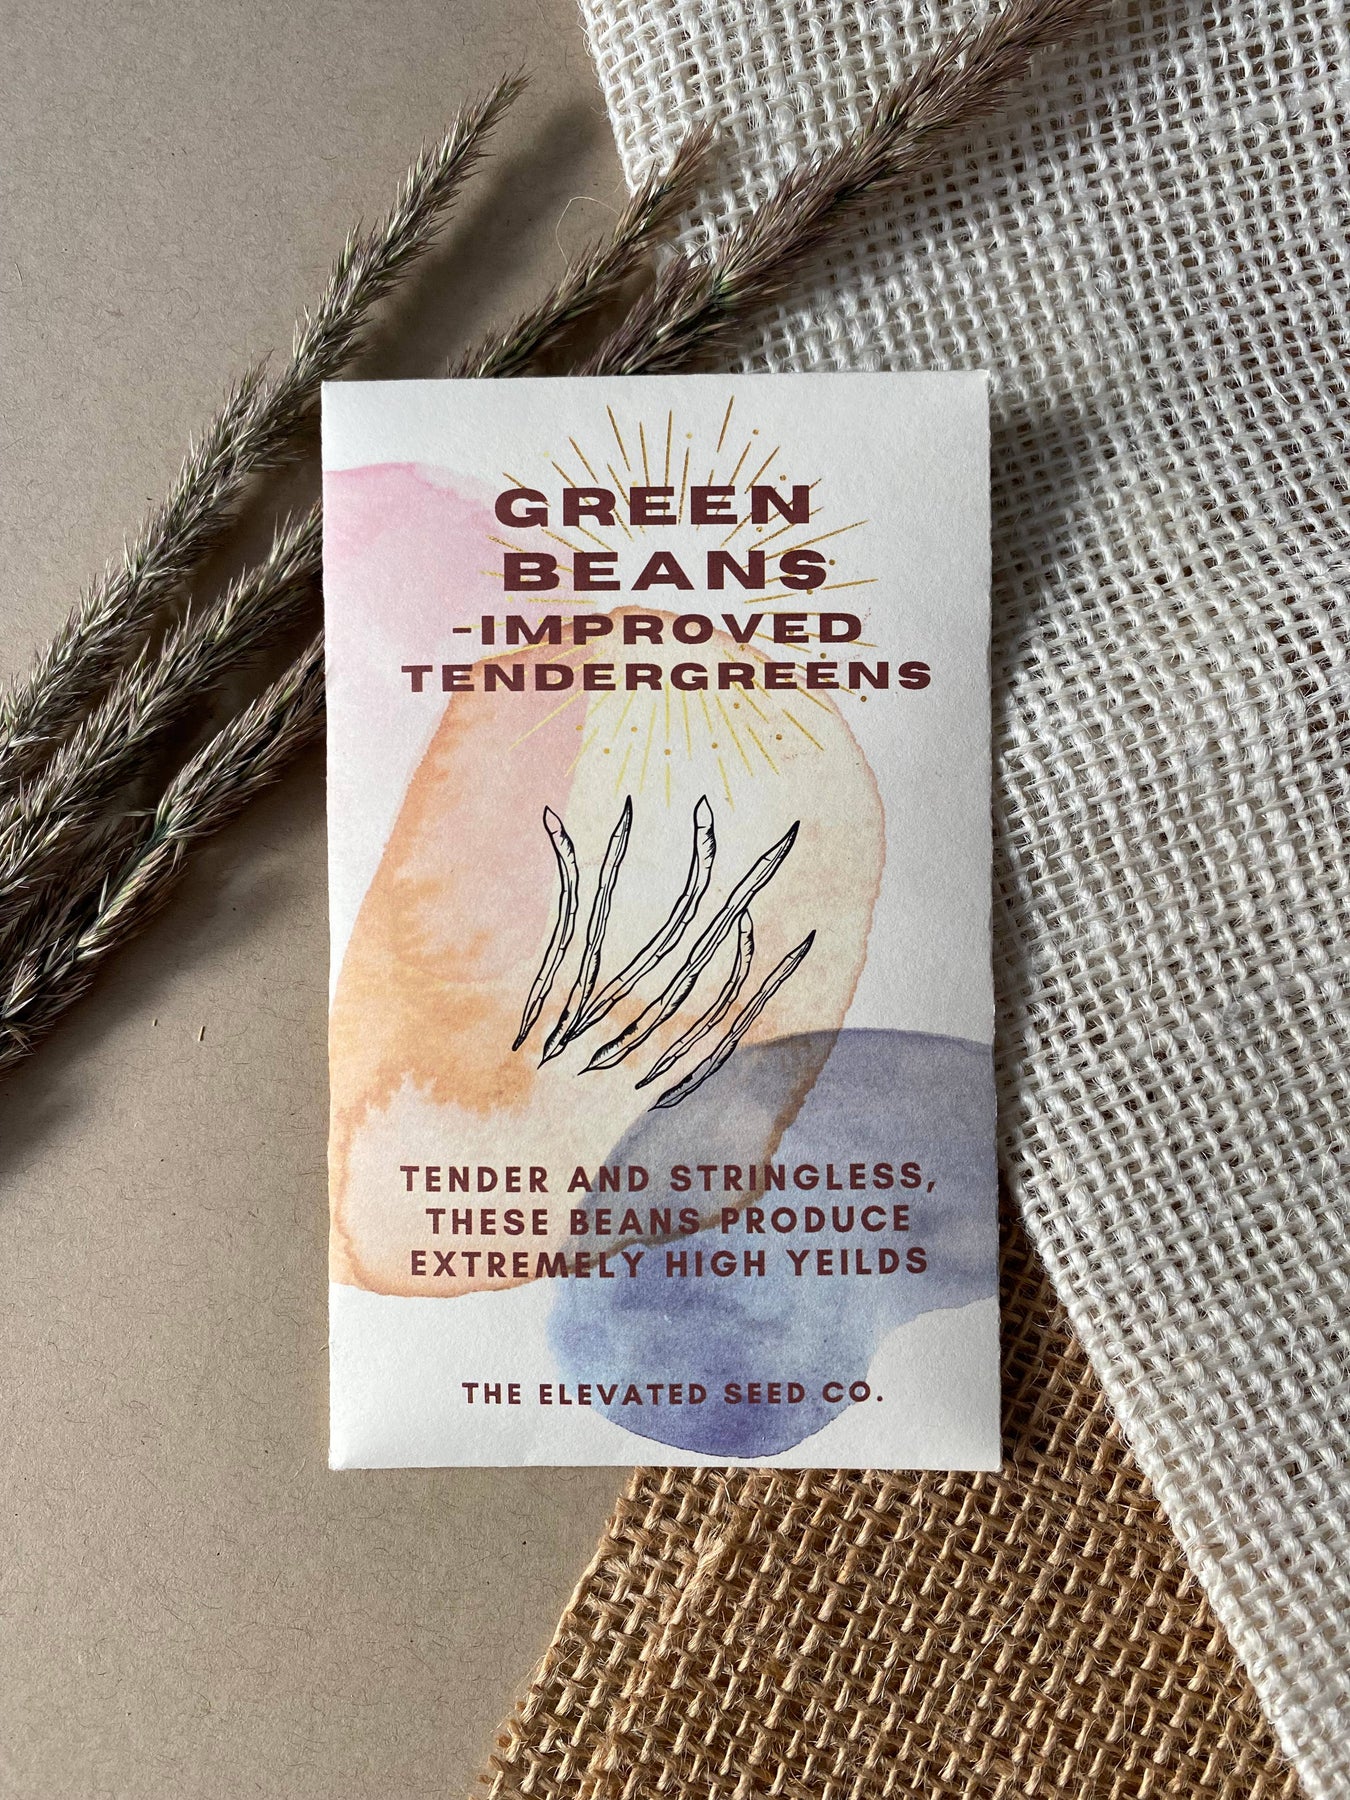 GREEN
BEANS
-IMPROVED
TENDERGREENS
TENDER AND STRINGLESS,
THESE BEANS PRODUCE
EXTREMELY HIGH YEILDS
THE ELEVATED SEED CO.